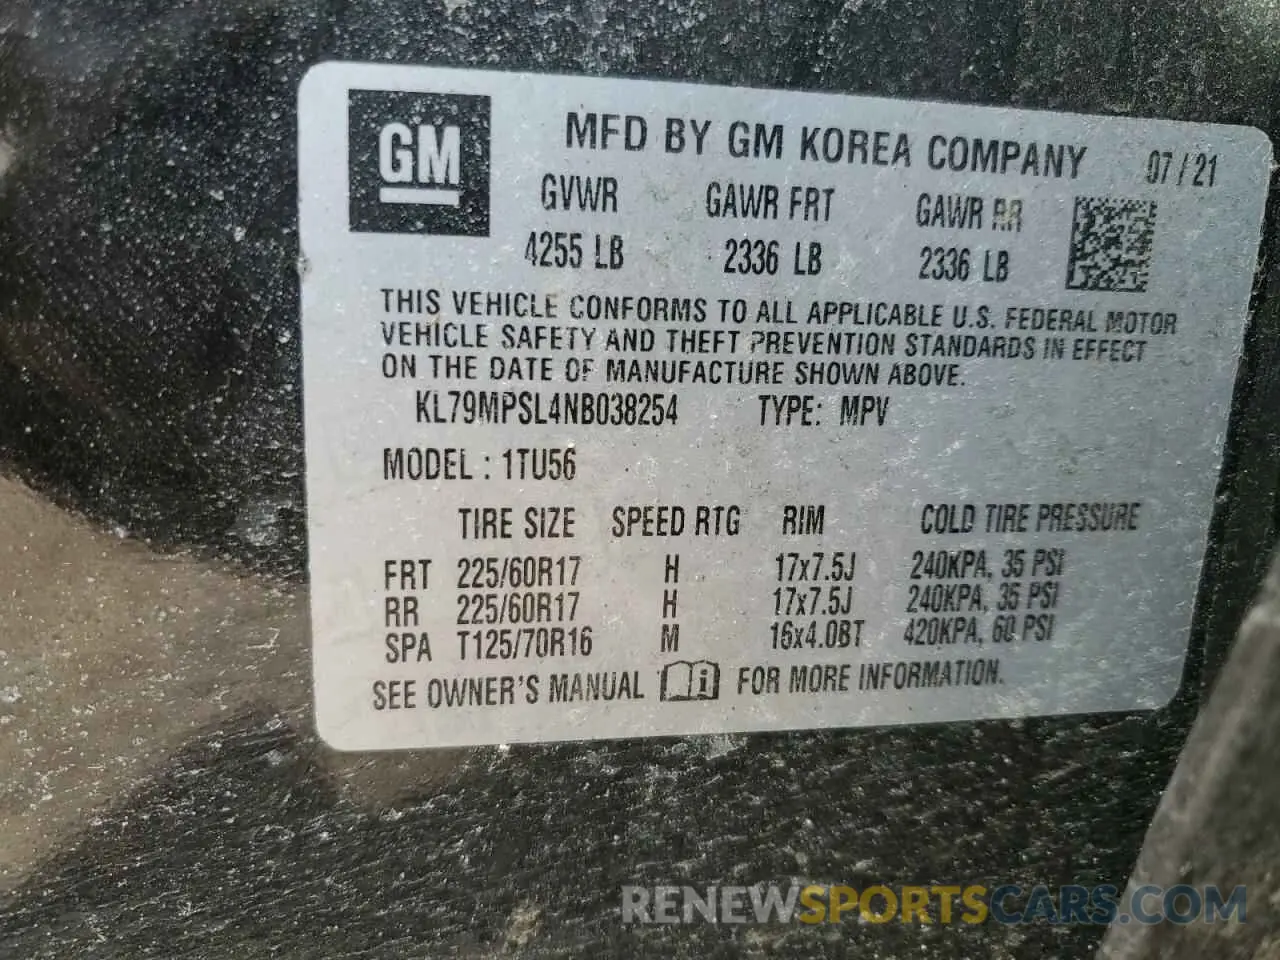 GM
MFD BY GM KOREA COMPANY 07/21
GVWR GAWR FRT GAWR RR
4255 LB 2336 LB 2336 LB
THIS VEHICLE CONFORMS TO ALL APPLICABLE U.S. FEDERAL MOTOR
VEHICLE SAFETY AND THEFT PREVENTION STANDARDS IN EFFECT
ON THE DATE OF MANUFACTURE SHOWN ABOVE.
KL79MPSL4NB038254 TYPE: MPV
MODEL : 1TU56
TIRE SIZE SPEED RTG RIM COLD TIRE PRESSURE
FRT 225/60R17 H 17x7.5J 240KPA, 35 PSI
RR 225/60R17 H 17x7.5J 240KPA, 35 PSI
SPA T125/70R16 M 16x4.0BT 420KPA, 60 PSI
SEE OWNER'S MANUAL FOR MORE INFORMATION.
RENEWSPORTSCARS.COM